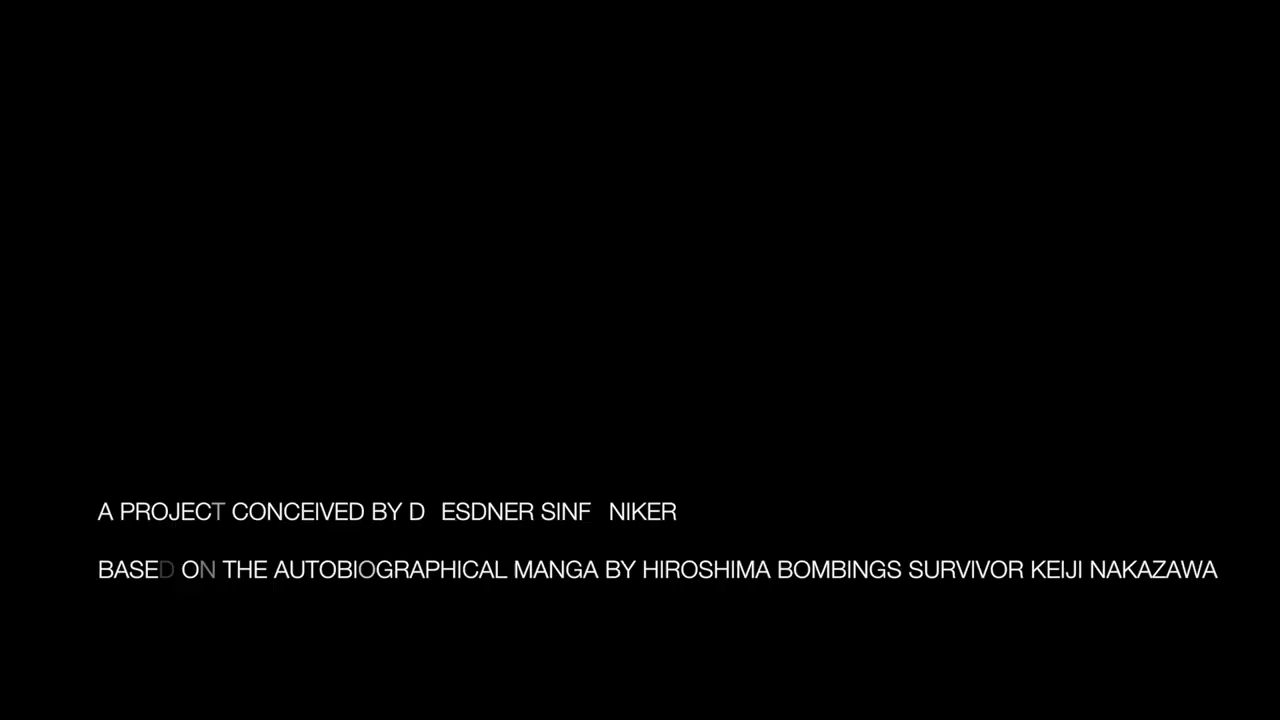 A PROJECT CONCEIVED BY D ESDNER SINF NIKER
BASED ON THE AUTOBIOGRAPHICAL MANGA BY HIROSHIMA BOMBINGS SURVIVOR KEIJI NAKAZAWA